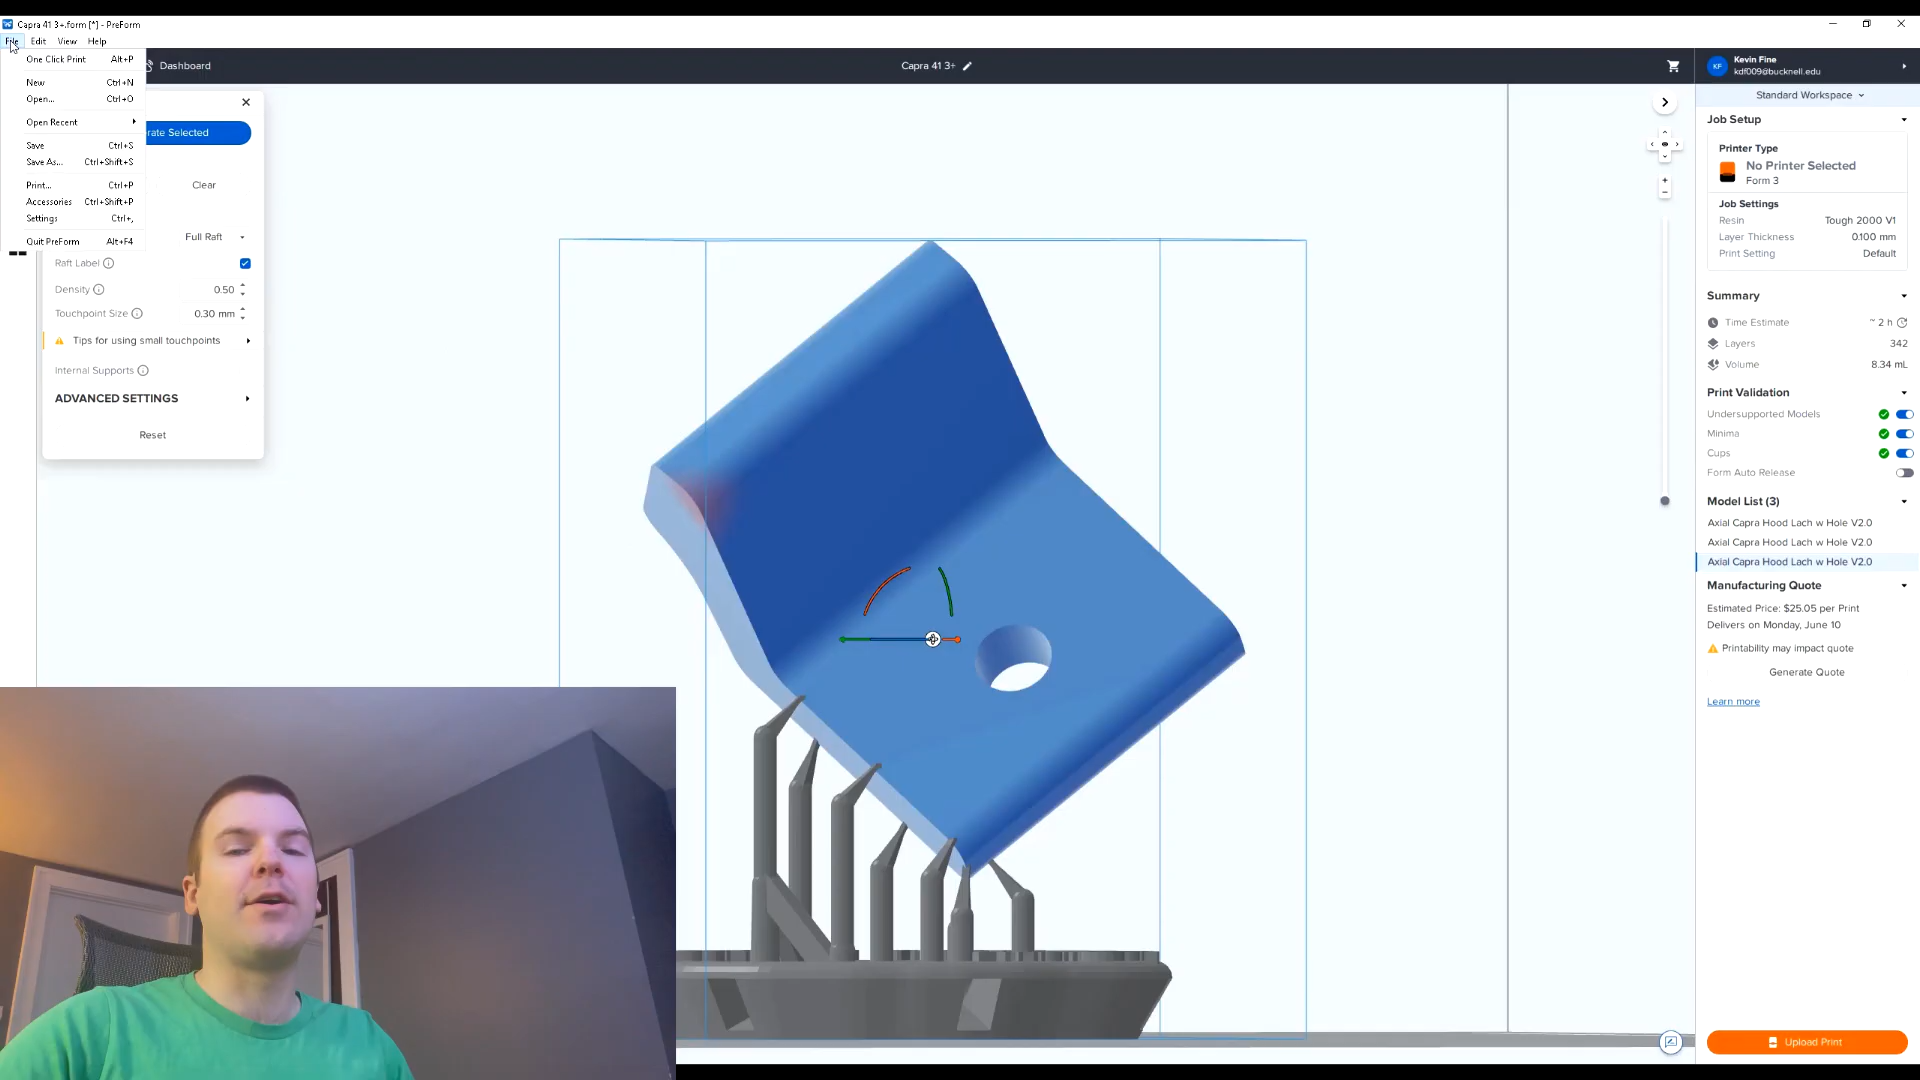 Capra 41 3+.form [*] - PreForm
File Edit View Help
One Click Print Alt+P
New Ctrl+N
Open... Ctrl+O
Open Recent
Save Ctrl+S
Save As... Ctrl+Shift+S
Print... Ctrl+P
Accessories Ctrl+Shift+P
Settings Ctrl+,
Quit PreForm Alt+F4
Dashboard
Capra 41 3+
Selected
Clear
Full Raft
Raft Label
Density 0.50
Touchpoint Size 0.30 mm
Tips for using small touchpoints
Internal Supports
ADVANCED SETTINGS
Reset
KF
Kevin Fine
kdf009@bucknell.edu
Standard Workspace
Job Setup
Printer Type
No Printer Selected
Form 3
Job Settings
Resin Tough 2000 V1
Layer Thickness 0.100 mm
Print Setting Default
Summary
Time Estimate ~ 2 h
Layers 342
Volume 8.34 mL
Print Validation
Undersupported Models
Minima
Cups
Form Auto Release
Model List (3)
Axial Capra Hood Lach w Hole V2.0
Axial Capra Hood Lach w Hole V2.0
Axial Capra Hood Lach w Hole V2.0
Manufacturing Quote
Estimated Price: $25.05 per Print
Delivers on Monday, June 10
Printability may impact quote
Generate Quote
Learn more
Upload Print